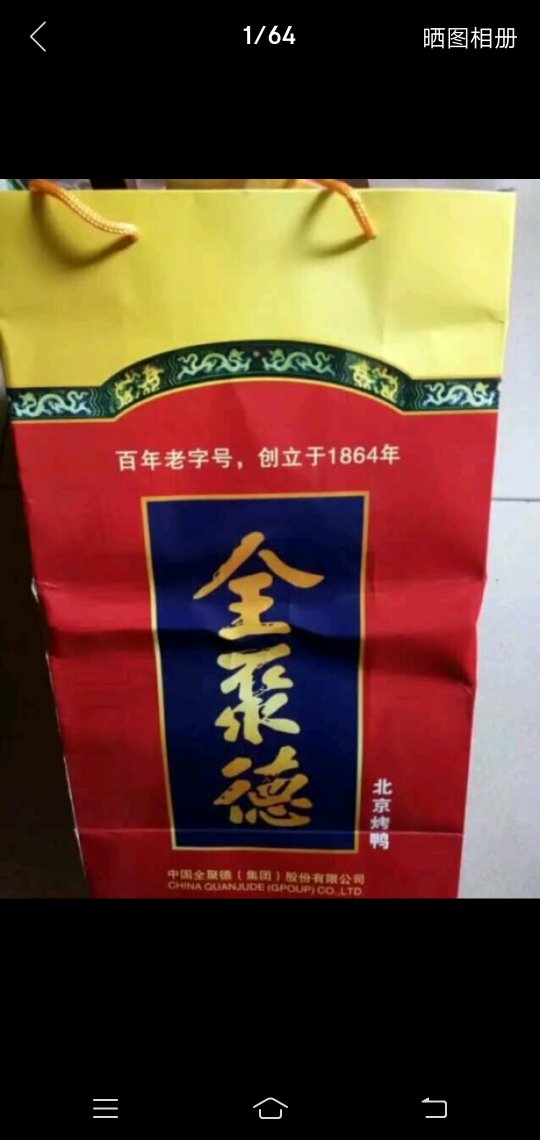 1/64
晒图相册
百年老字号，创立于1864年
全聚德
北京烤鸭
中国全聚德（集团）股份有限公司
CHINA QUANJUDE (GPOUP) CO.,LTD.